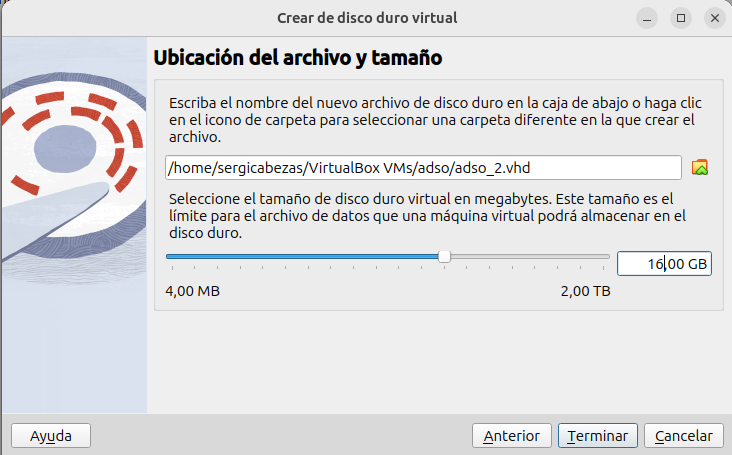 Crear de disco duro virtual
Ubicación del archivo y tamaño
Escriba el nombre del nuevo archivo de disco duro en la caja de abajo o haga clic
en el icono de carpeta para seleccionar una carpeta diferente en la que crear el
archivo.
/home/sergicabezas/VirtualBox VMs/adso/adso_2.vhd
Seleccione el tamaño de disco duro virtual en megabytes. Este tamaño es el
límite para el archivo de datos que una máquina virtual podrá almacenar en el
disco duro.
16,00 GB
4,00 MB 2,00 TB
Ayuda Anterior Terminar Cancelar